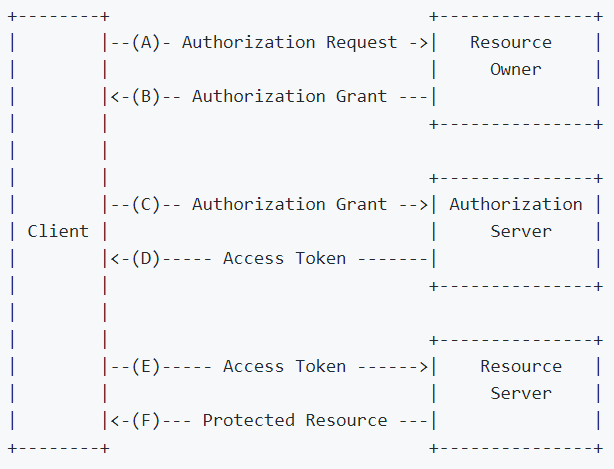 +--------+                               +---------------+
|        |--(A)- Authorization Request ->|   Resource    |
|        |                               |     Owner     |
|        |<-(B)-- Authorization Grant ---|               |
|        |                               +---------------+
|        |
|        |                               +---------------+
|        |--(C)-- Authorization Grant -->| Authorization |
| Client |                               |     Server    |
|        |<-(D)----- Access Token -------|               |
|        |                               +---------------+
|        |
|        |                               +---------------+
|        |--(E)----- Access Token ------>|    Resource   |
|        |                               |     Server    |
|        |<-(F)--- Protected Resource ---|               |
+--------+                               +---------------+